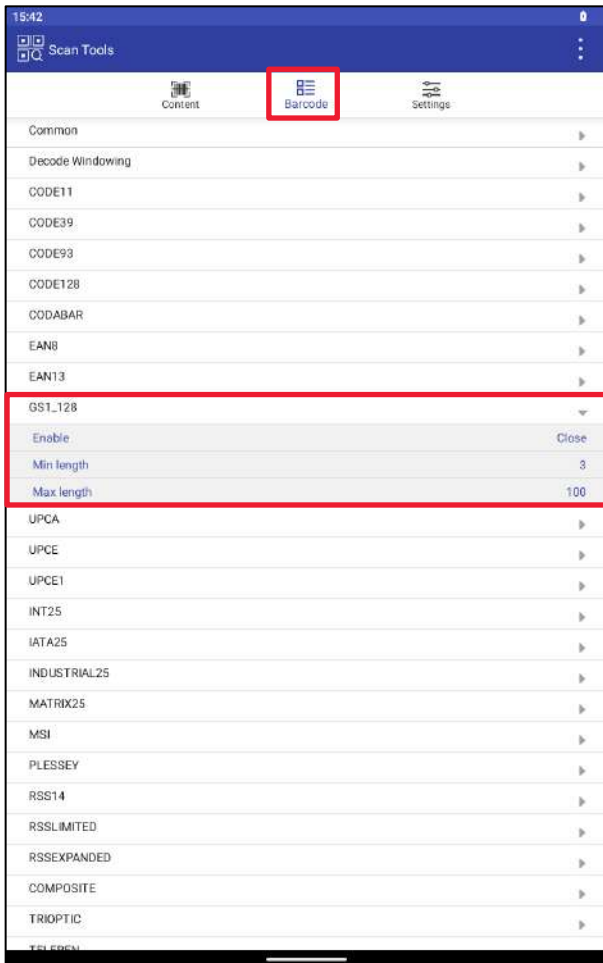 15:42
Scan Tools
Content Barcode Settings
Common
Decode Windowing
CODE11
CODE39
CODE93
CODE128
CODABAR
EAN8
EAN13
GS1_128
Enable Close
Min length 3
Max length 100
UPCA
UPCE
UPCE1
INT25
IATA25
INDUSTRIAL25
MATRIX25
MSI
PLESSEY
RSS14
RSSLIMITED
RSSEXPANDED
COMPOSITE
TRIOPTIC
TELEPEN